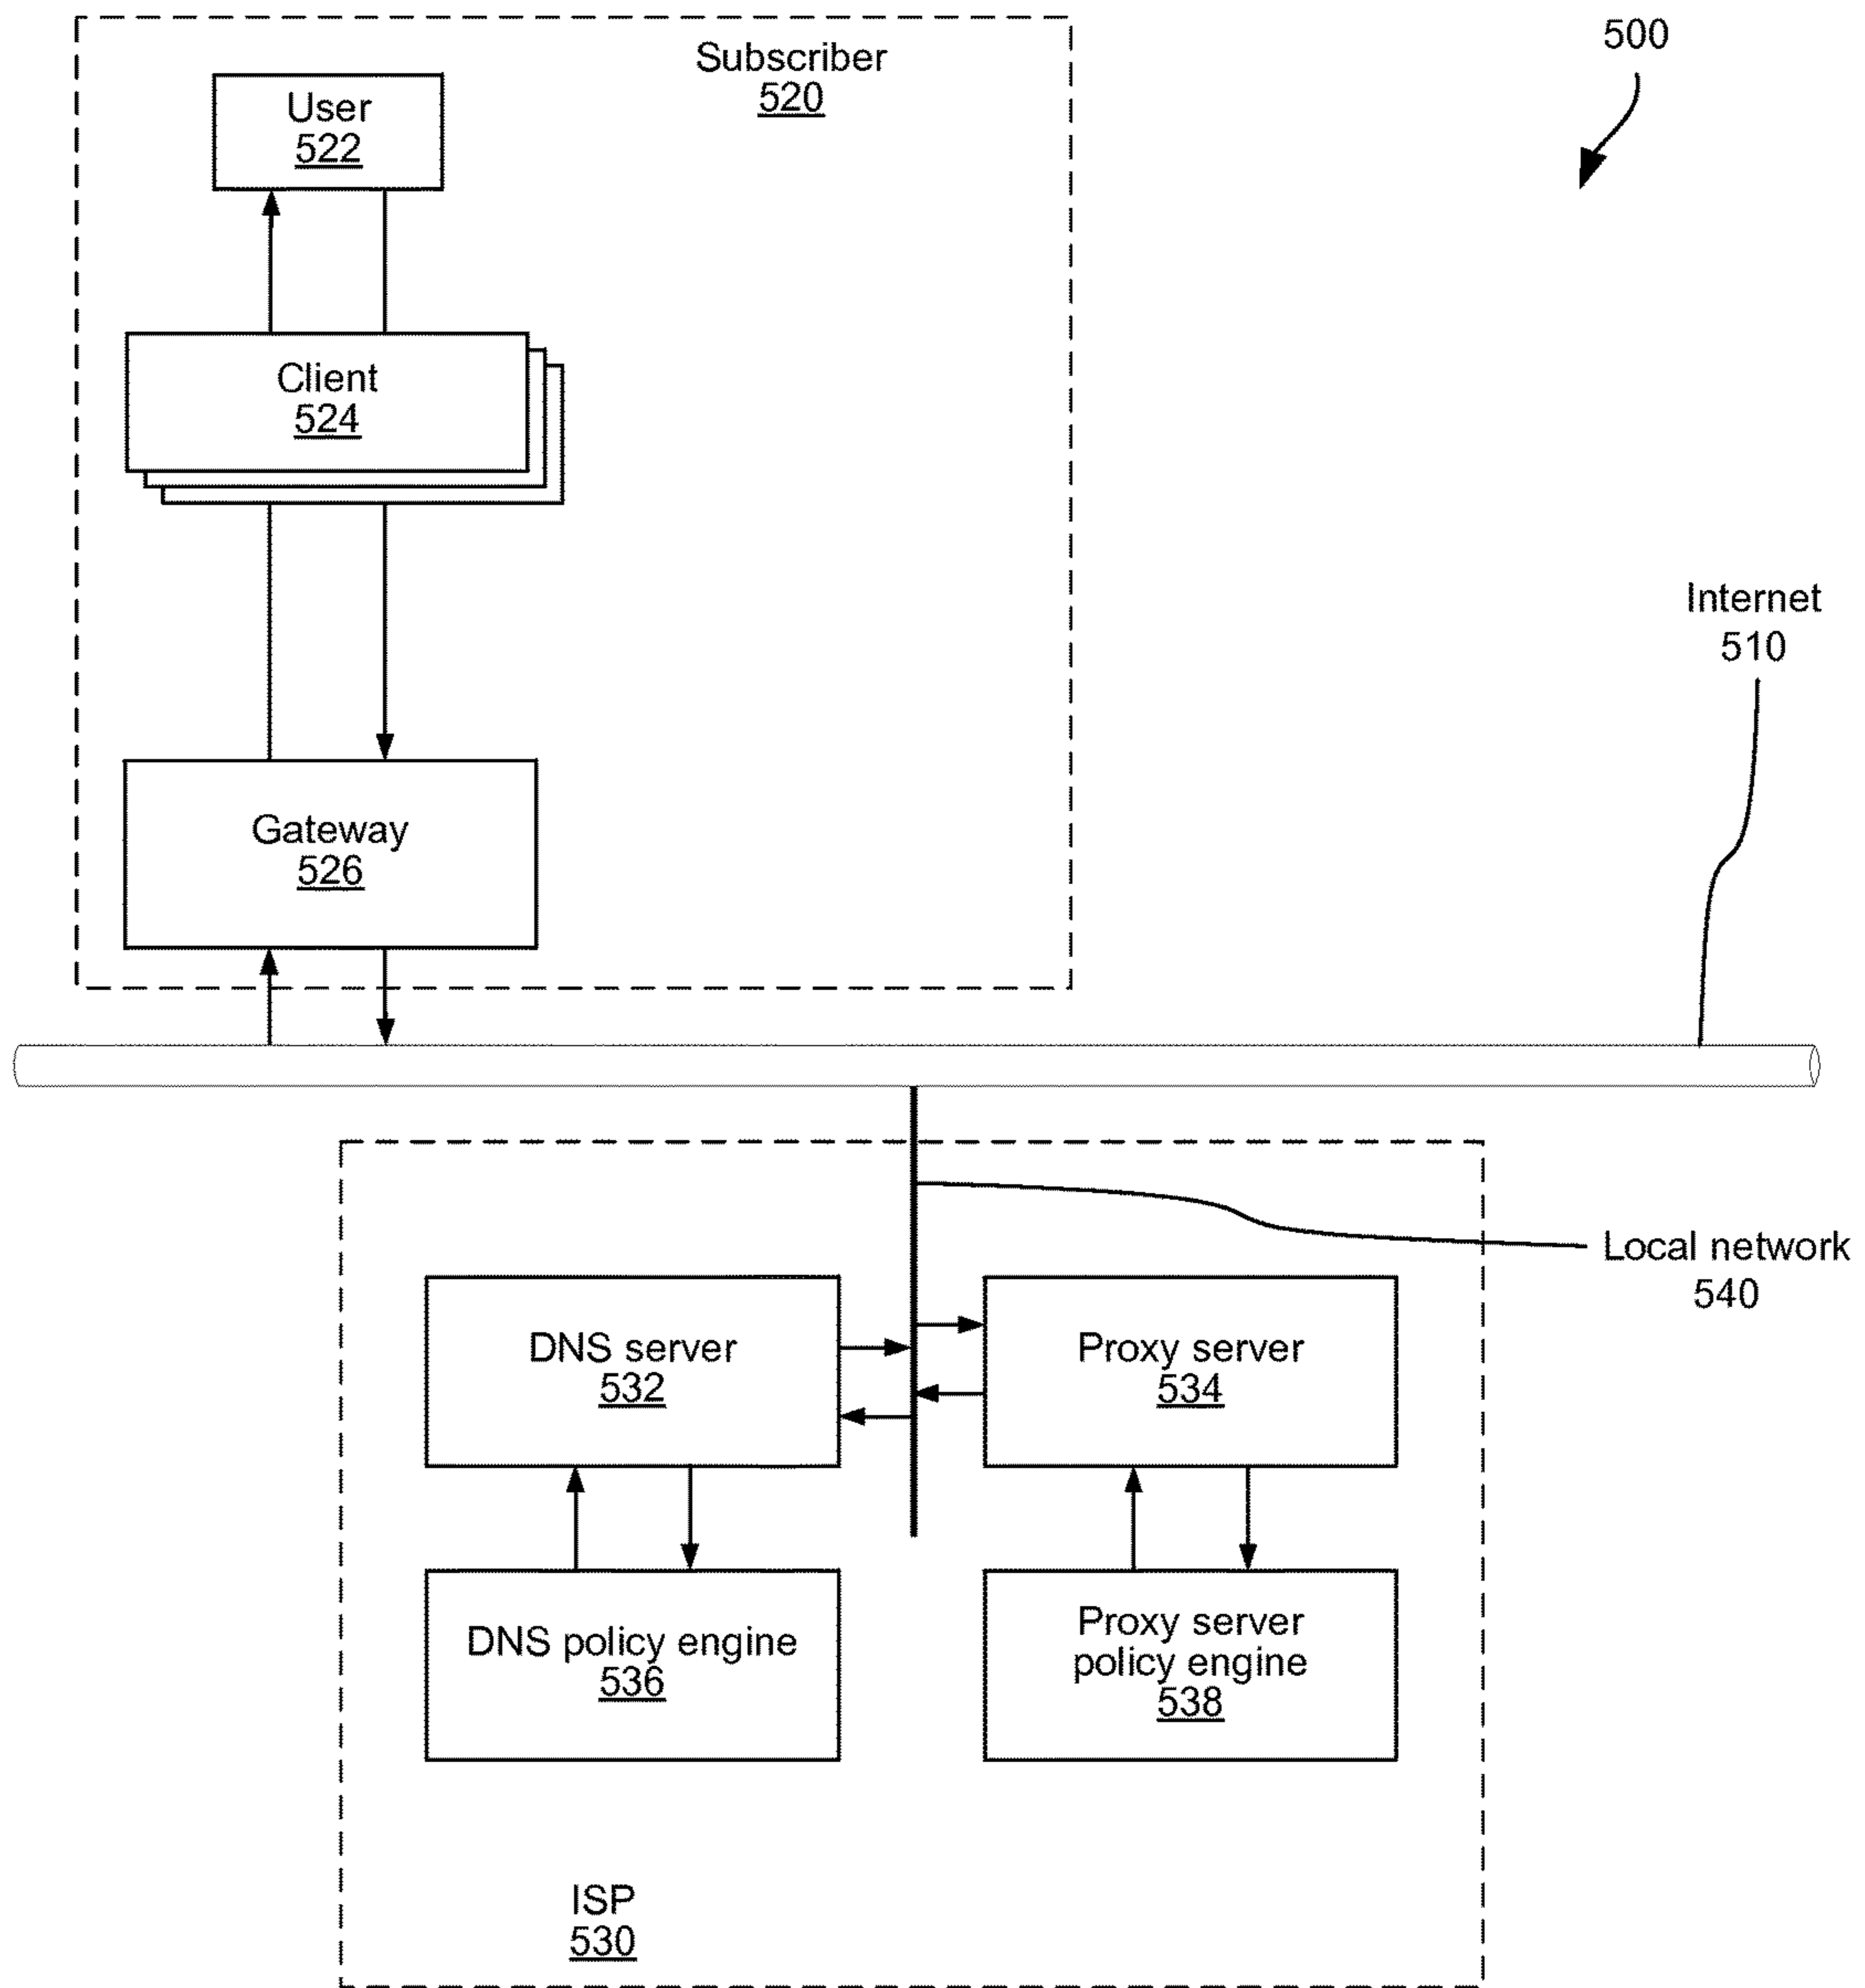 500
Subscriber
520
User
522
Client
524
Internet
510
Gateway
526
Local network
540
DNS server
532
Proxy server
534
DNS policy engine
536
Proxy server
policy engine
538
ISP
530